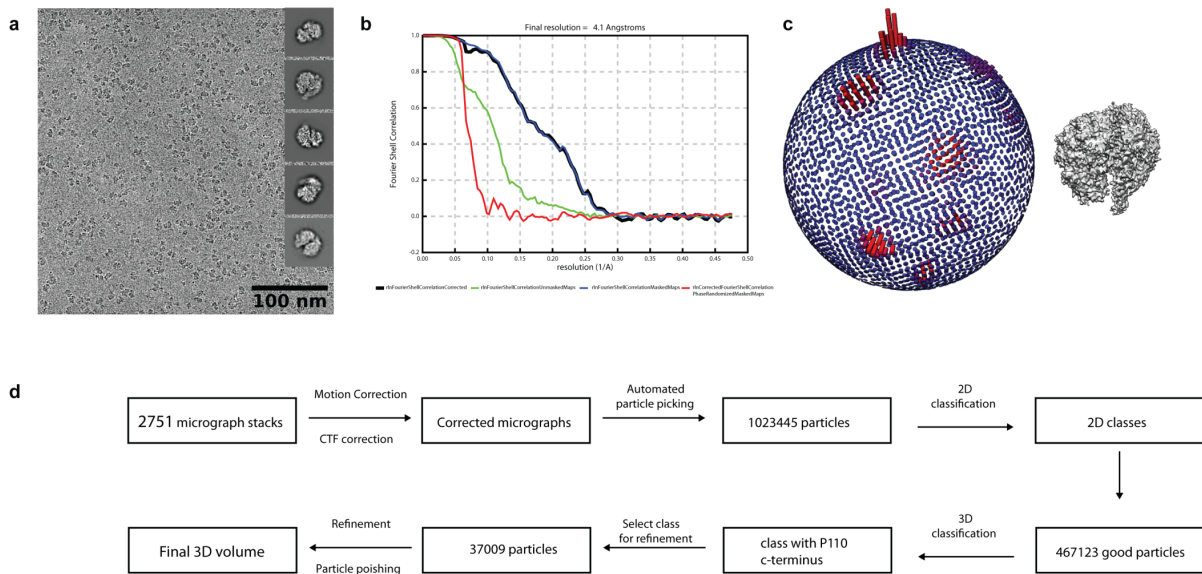 a
100 nm
b
Final resolution = 4.1 Angstroms
Fourier Shell Correlation
1.0
0.8
0.6
0.4
0.2
0.0
-0.2
0.00 0.05 0.10 0.15 0.20 0.25 0.30 0.35 0.40 0.45 0.50
resolution (1/A)
rlnFourierShellCorrelationCorrected
rlnFourierShellCorrelationUnmaskedMaps
rlnFourierShellCorrelationMaskedMaps
rlnCorrectedFourierShellCorrelation
PhaseRandomizedMaskedMaps
c
d
2751 micrograph stacks
Motion Correction
CTF correction
Corrected micrographs
Automated
particle picking
1023445 particles
2D
classification
2D classes
467123 good particles
3D
classification
class with P110
c-terminus
Select class
for refinement
37009 particles
Refinement
Particle poishing
Final 3D volume